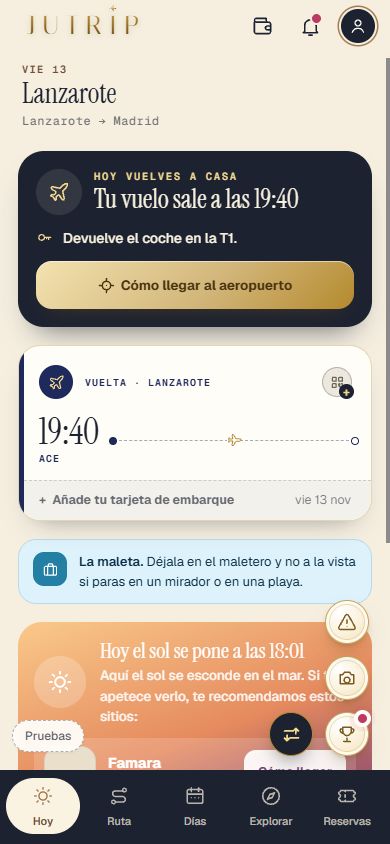 JUTRIP
VIE 13
Lanzarote
Lanzarote → Madrid
HOY VUELVES A CASA
Tu vuelo sale a las 19:40
Devuelve el coche en la T1.
Cómo llegar al aeropuerto
VUELTA · LANZAROTE
19:40
ACE
+ Añade tu tarjeta de embarque
vie 13 nov
La maleta. Déjala en el maletero y no a la vista
si paras en un mirador o en una playa.
Hoy el sol se pone a las 18:01
Aquí el sol se esconde en el mar. Si
apetece verlo, te recomendamos estos
sitios:
Pruebas
Famara
Cómo llegar
Hoy
Ruta
Días
Explorar
Reservas